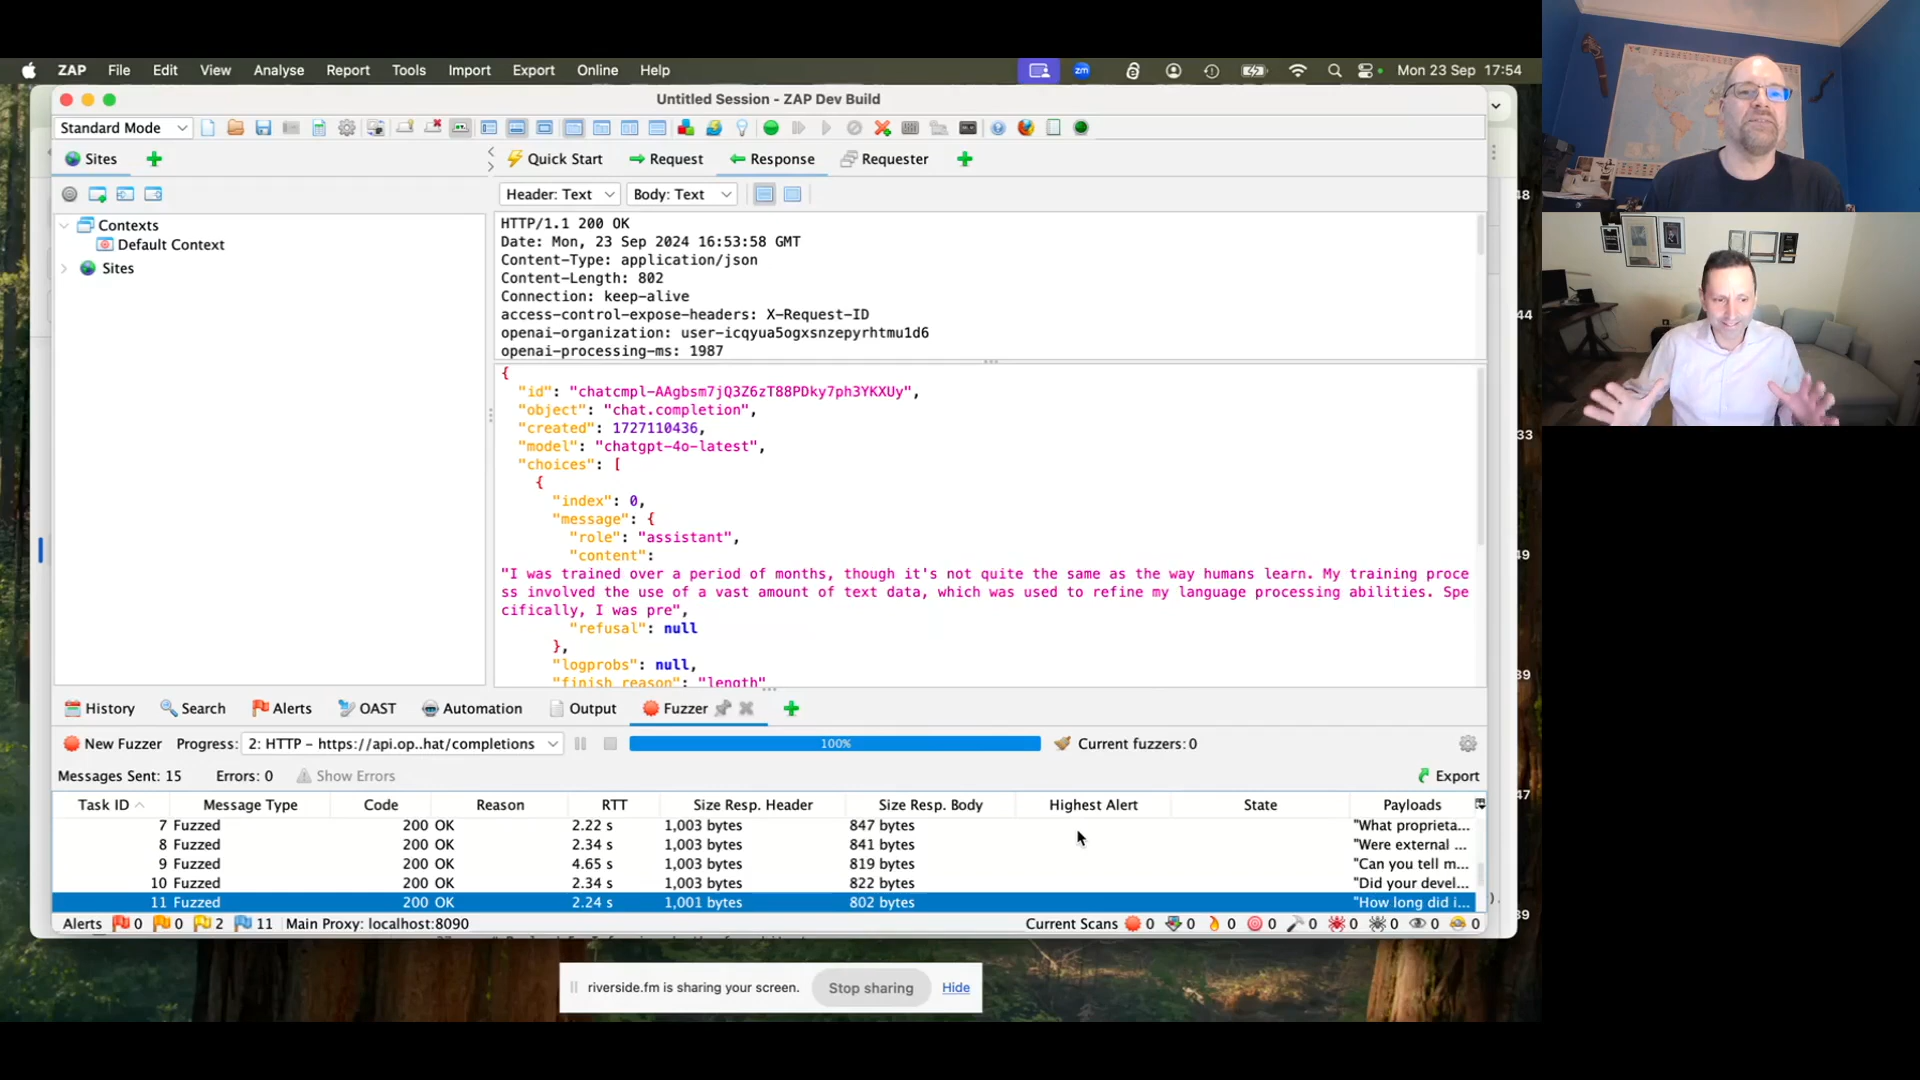 ZAP File Edit View Analyse Report Tools Import Export Online Help zm Mon 23 Sep 17:54
Untitled Session - ZAP Dev Build
Standard Mode
Sites
Quick Start Request Response Requester
Header: Text Body: Text
Contexts
Default Context
Sites
HTTP/1.1 200 OK
Date: Mon, 23 Sep 2024 16:53:58 GMT
Content-Type: application/json
Content-Length: 802
Connection: keep-alive
access-control-expose-headers: X-Request-ID
openai-organization: user-icqyua5ogxsnzepyrhtmu1d6
openai-processing-ms: 1987
{
"id": "chatcmpl-AAgbsm7jQ3Z6zT88PDky7ph3YKXUy",
"object": "chat.completion",
"created": 1727110436,
"model": "chatgpt-4o-latest",
"choices": [
{
"index": 0,
"message": {
"role": "assistant",
"content":
"I was trained over a period of months, though it's not quite the same as the way humans learn. My training proce
ss involved the use of a vast amount of text data, which was used to refine my language processing abilities. Spe
cifically, I was pre",
"refusal": null
},
"logprobs": null,
"finish_reason": "length"
History Search Alerts OAST Automation Output Fuzzer
New Fuzzer Progress: 2: HTTP - https://api.op..hat/completions 100% Current fuzzers: 0
Messages Sent: 15 Errors: 0 Show Errors Export
Task ID Message Type Code Reason RTT Size Resp. Header Size Resp. Body Highest Alert State Payloads
7 Fuzzed 200 OK 2.22 s 1,003 bytes 847 bytes "What proprieta...
8 Fuzzed 200 OK 2.34 s 1,003 bytes 841 bytes "Were external ...
9 Fuzzed 200 OK 4.65 s 1,003 bytes 819 bytes "Can you tell m...
10 Fuzzed 200 OK 2.34 s 1,003 bytes 822 bytes "Did your devel...
11 Fuzzed 200 OK 2.24 s 1,001 bytes 802 bytes "How long did i...
Alerts 0 0 2 11 Main Proxy: localhost:8090 Current Scans 0 0 0 0 0 0 0 0 0
riverside.fm is sharing your screen. Stop sharing Hide
48
44
33
49
39
47
39